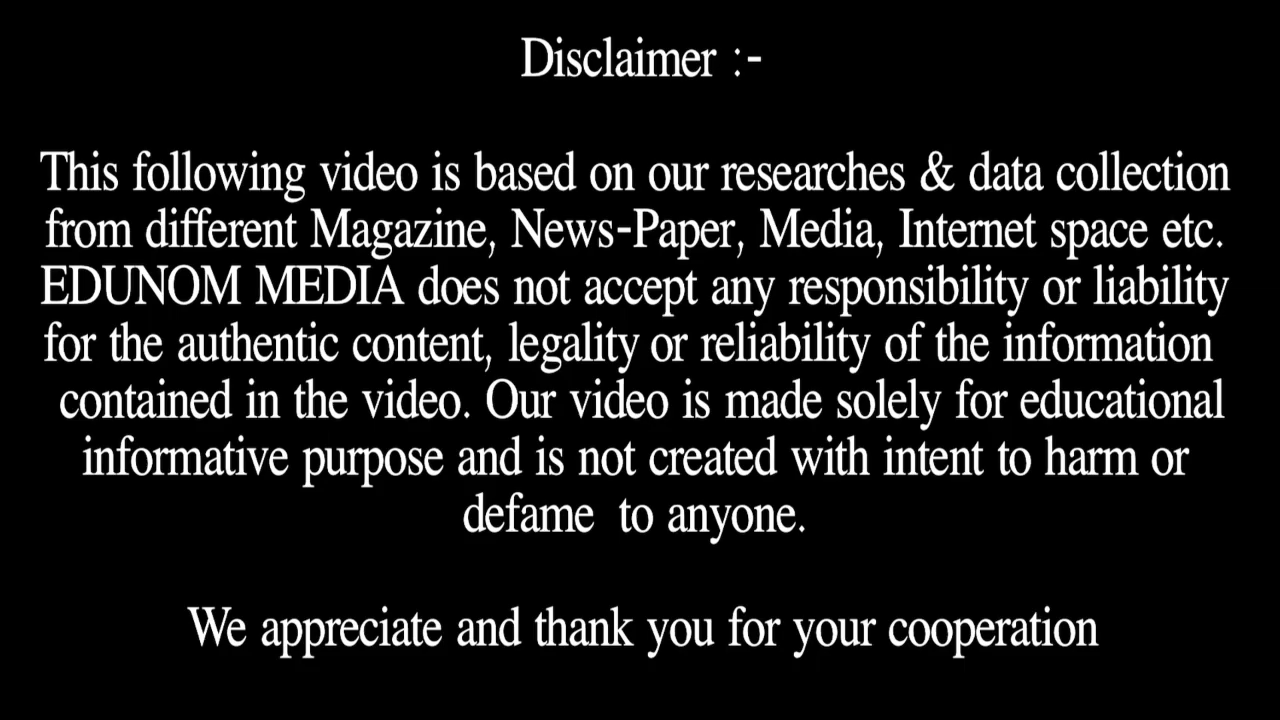 Disclaimer :-
This following video is based on our researches & data collection
from different Magazine, News-Paper, Media, Internet space etc.
EDUNOM MEDIA does not accept any responsibility or liability
for the authentic content, legality or reliability of the information
contained in the video. Our video is made solely for educational
informative purpose and is not created with intent to harm or
defame to anyone.
We appreciate and thank you for your cooperation